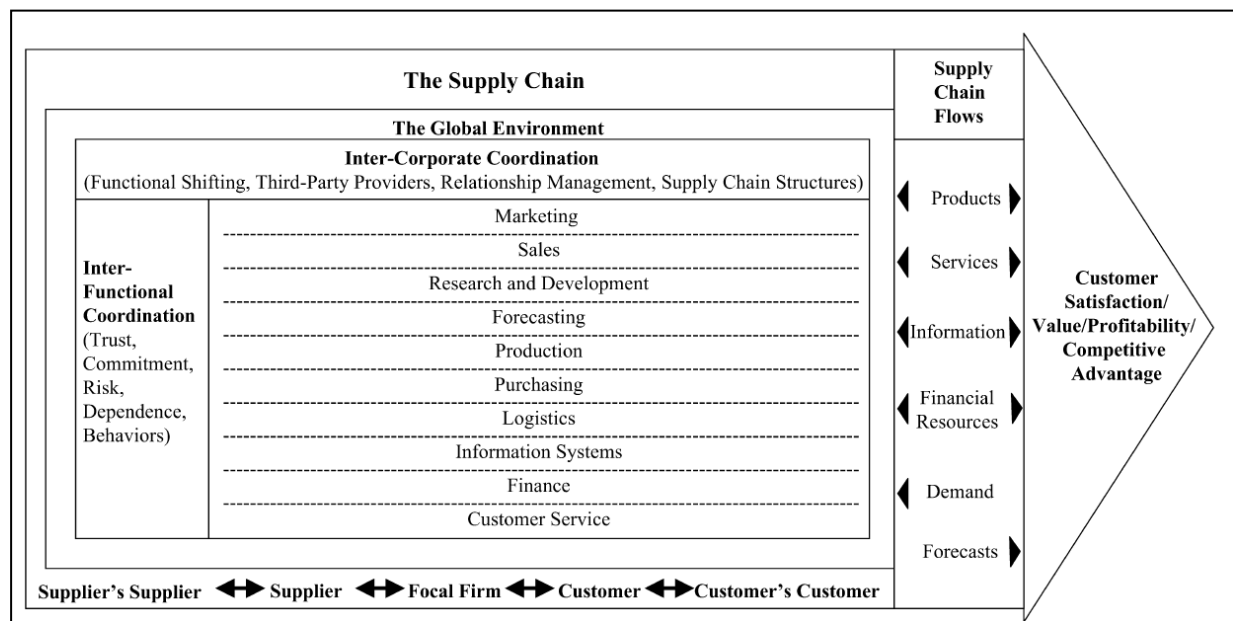 The Supply Chain
The Global Environment
Inter-Corporate Coordination
(Functional Shifting, Third-Party Providers, Relationship Management, Supply Chain Structures)
Inter-
Functional
Coordination
(Trust,
Commitment,
Risk,
Dependence,
Behaviors)
Marketing
Sales
Research and Development
Forecasting
Production
Purchasing
Logistics
Information Systems
Finance
Customer Service
Supplier's Supplier Supplier Focal Firm Customer Customer's Customer
Supply
Chain
Flows
Products
Services
Information
Financial
Resources
Demand
Forecasts
Customer
Satisfaction/
Value/Profitability/
Competitive
Advantage